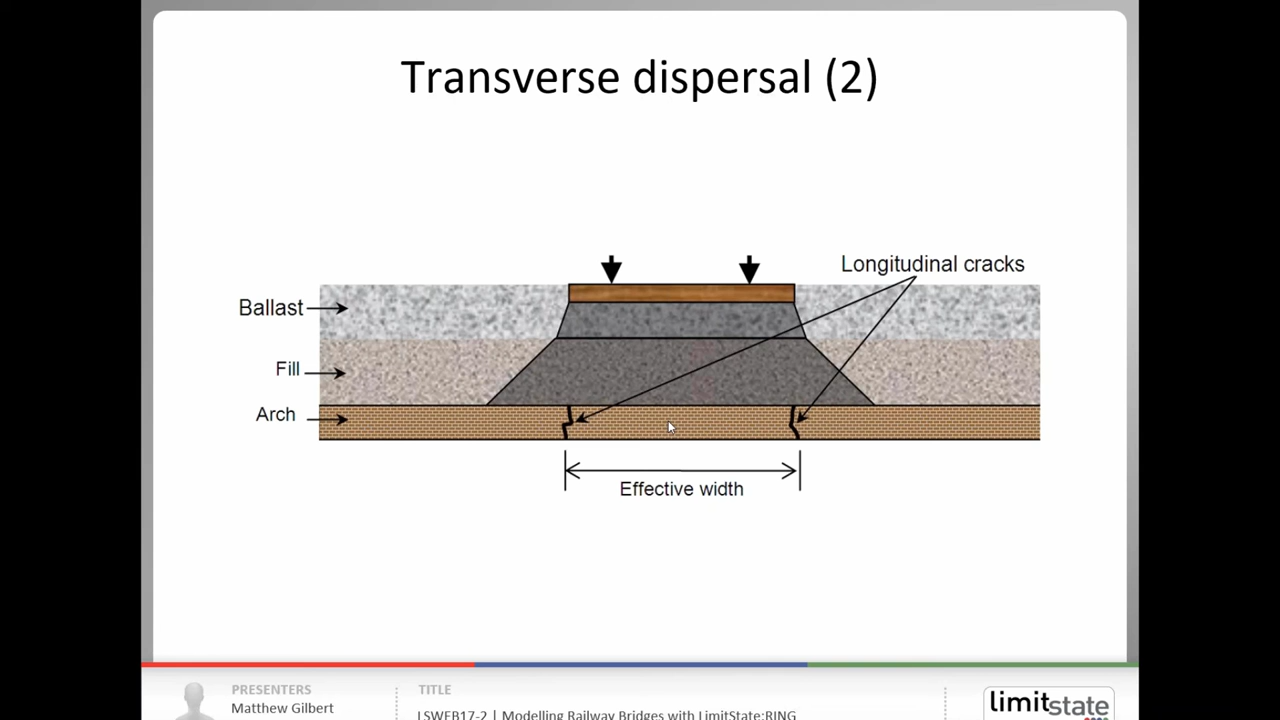 Transverse dispersal (2)
Longitudinal cracks
Ballast
Fill
Arch
Effective width
PRESENTERS
Matthew Gilbert
TITLE
LSWEB17-2 | Modelling Railway Bridges with LimitState:RING
limitstate